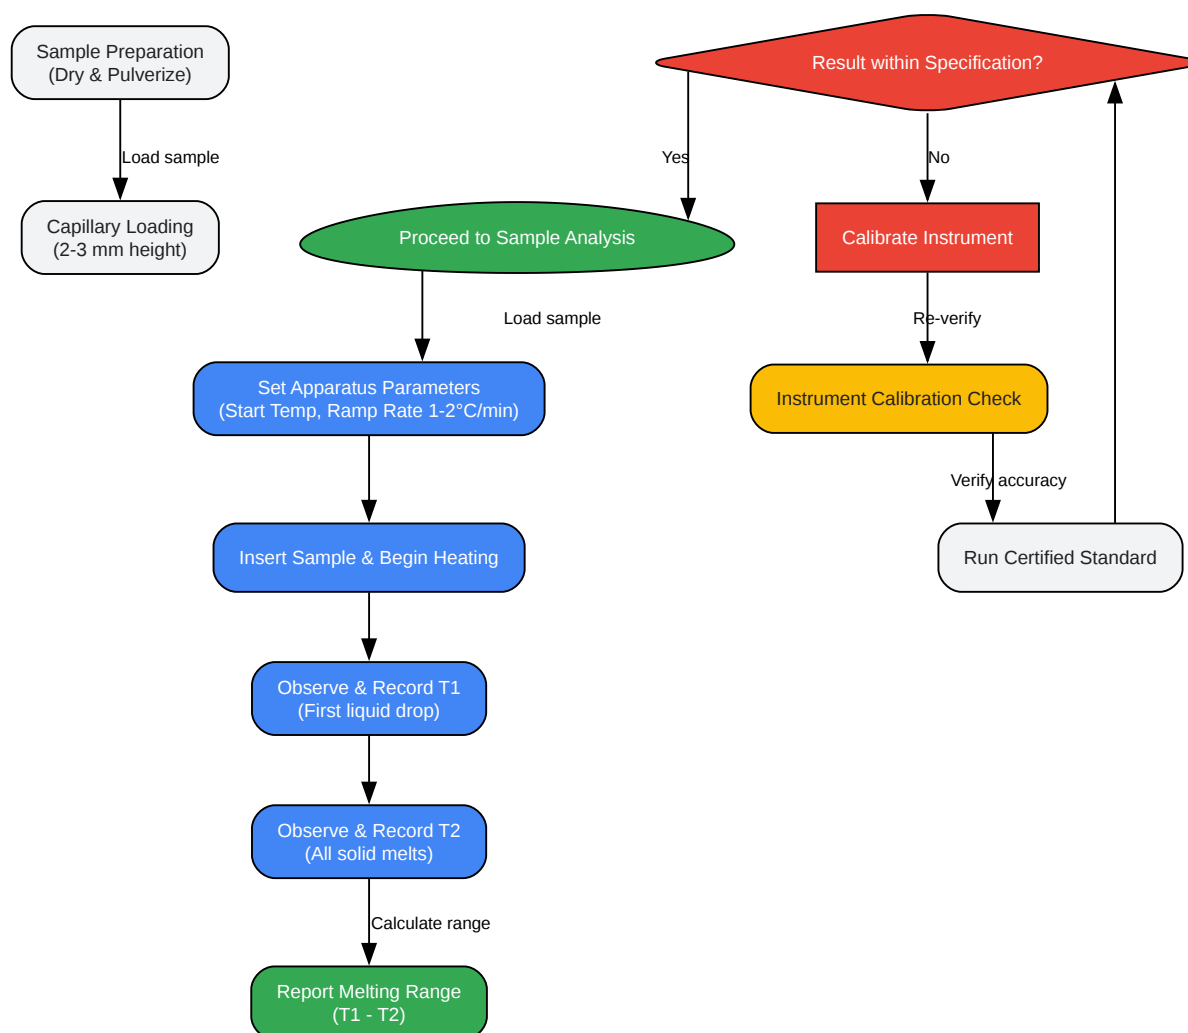 Sample Preparation
(Dry & Pulverize)
Load sample
Capillary Loading
(2-3 mm height)
Result within Specification?
Yes
No
Proceed to Sample Analysis
Calibrate Instrument
Load sample
Re-verify
Set Apparatus Parameters
(Start Temp, Ramp Rate 1-2°C/min)
Instrument Calibration Check
Verify accuracy
Insert Sample & Begin Heating
Run Certified Standard
Observe & Record T1
(First liquid drop)
Observe & Record T2
(All solid melts)
Calculate range
Report Melting Range
(T1 - T2)